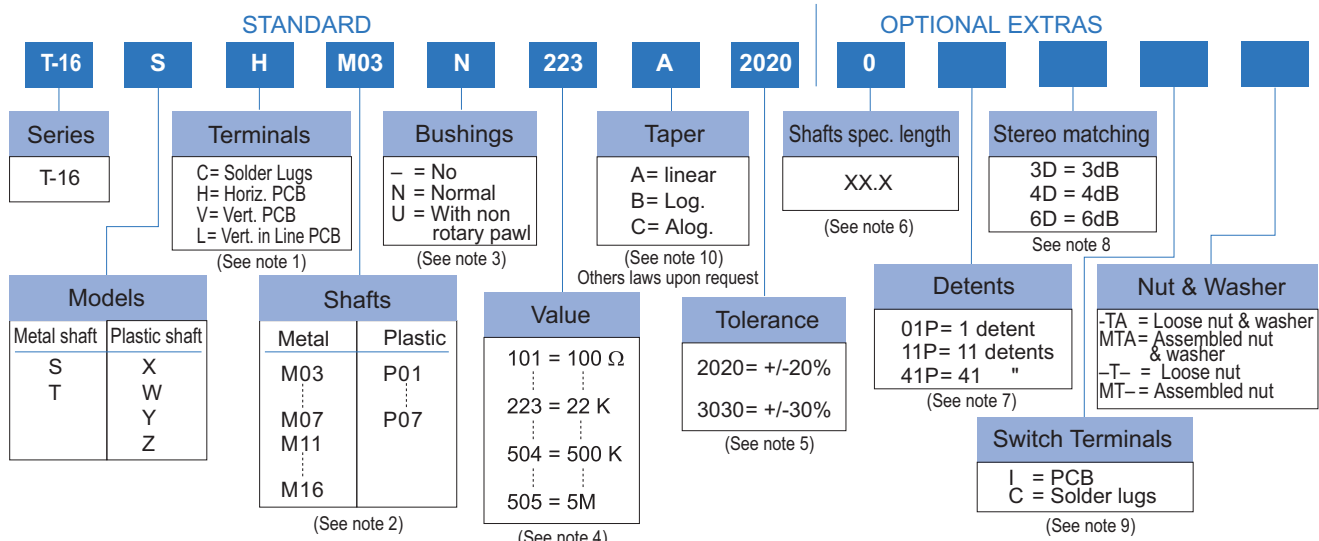 STANDARD
OPTIONAL EXTRAS
T-16 S H M03 N 223 A 2020 0
Series
T-16
Terminals
C= Solder Lugs
H= Horiz. PCB
V= Vert. PCB
L= Vert. in Line PCB
(See note 1)
Bushings
– = No
N = Normal
U = With non
rotary pawl
(See note 3)
Taper
A= linear
B= Log.
C= Alog.
(See note 10)
Others laws upon request
Shafts spec. length
XX.X
(See note 6)
Stereo matching
3D = 3dB
4D = 4dB
6D = 6dB
See note 8
Models
Metal shaft Plastic shaft
S X
T W
Y
Z
Shafts
Metal Plastic
M03 P01
M07 P07
M11
M16
(See note 2)
Value
101 = 100 Ω
223 = 22 K
504 = 500 K
505 = 5M
(See note 4)
Tolerance
2020= +/-20%
3030= +/-30%
(See note 5)
Detents
01P= 1 detent
11P= 11 detents
41P= 41 "
(See note 7)
Nut & Washer
-TA = Loose nut & washer
MTA= Assembled nut
& washer
–T– = Loose nut
MT– = Assembled nut
Switch Terminals
I = PCB
C = Solder lugs
(See note 9)